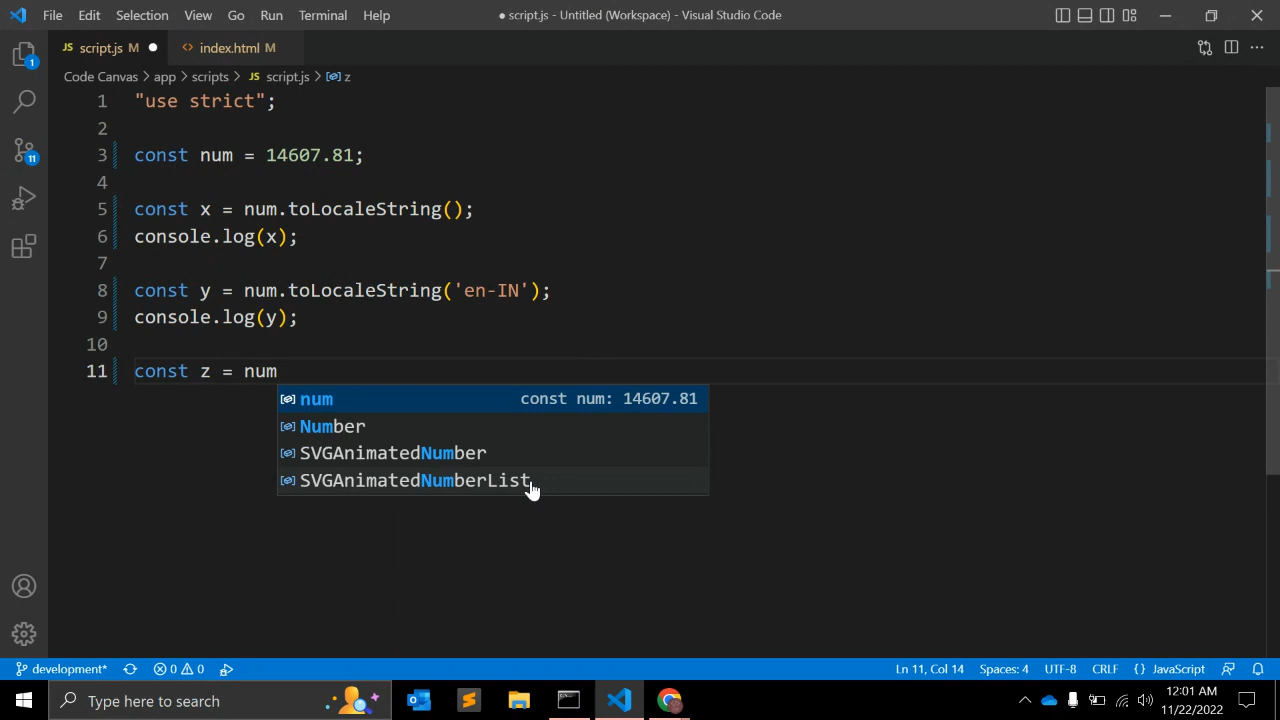 File Edit Selection View Go Run Terminal Help ● script.js - Untitled (Workspace) - Visual Studio Code
JS script.js M ● <> index.html M
Code Canvas > app > scripts > JS script.js > z
1 "use strict";
2
3 const num = 14607.81;
4
5 const x = num.toLocaleString();
6 console.log(x);
7
8 const y = num.toLocaleString('en-IN');
9 console.log(y);
10
11 const z = num
num const num: 14607.81
Number
SVGAnimatedNumber
SVGAnimatedNumberList
1
11
development* 0 0 Ln 11, Col 14 Spaces: 4 UTF-8 CRLF {} JavaScript
Type here to search
12:01 AM
11/22/2022